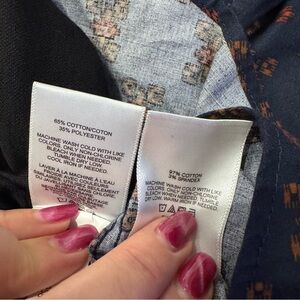 65% COTTON/COTON
35% POLYESTER
MACHINE WASH COLD WITH LIKE
COLORS. ONLY NON-CHLORINE
BLEACH WHEN NEEDED.
TUMBLE DRY LOW.
WARM IRON IF NEEDED.
LAVER À LA MACHINE À L'EAU
97% COTTON
3% SPANDEX
MACHINE WASH COLD WITH LIKE
COLORS. ONLY NON-CHLORINE
BLEACH WHEN NEEDED. TUMBLE
DRY LOW. WARM IRON IF NEEDED.